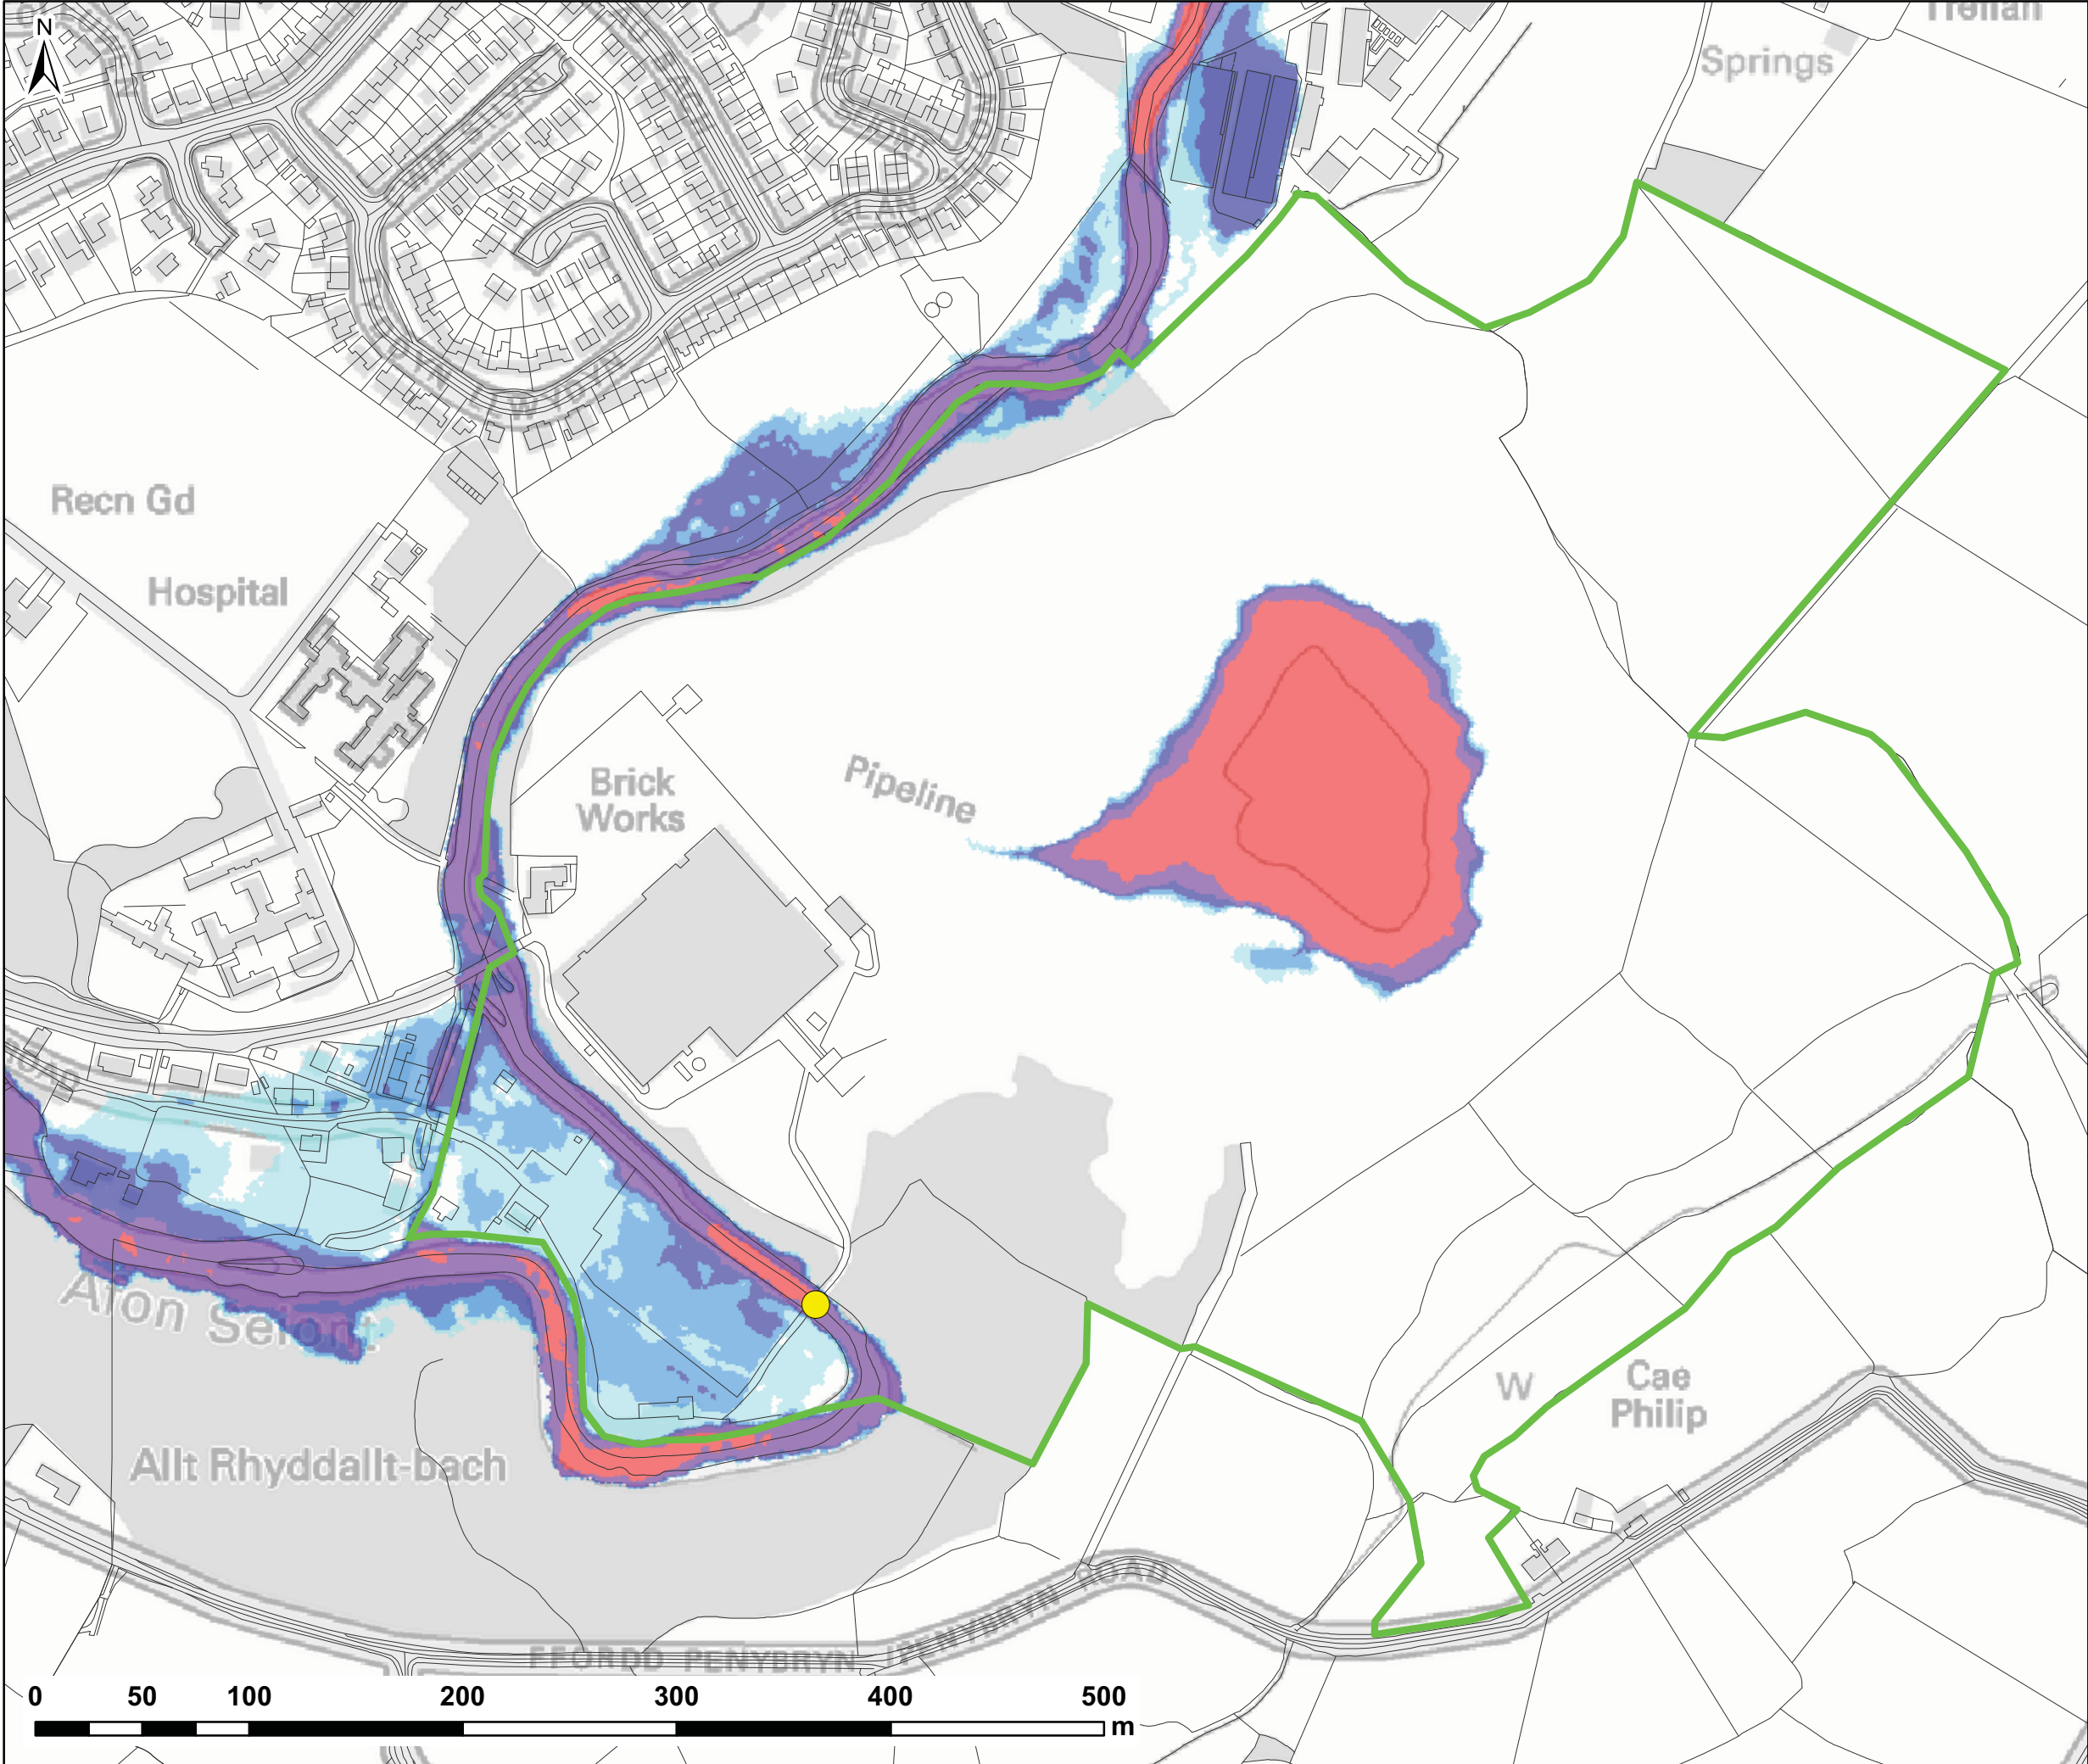 N
Springs
Recn Gd
Hospital
Brick
Works
Pipeline
Afon Seiont
W
Cae
Philip
Allt Rhyddallt-bach
ROAD
FFORDD PENYBRYN
0 50 100 200 300 400 500
m